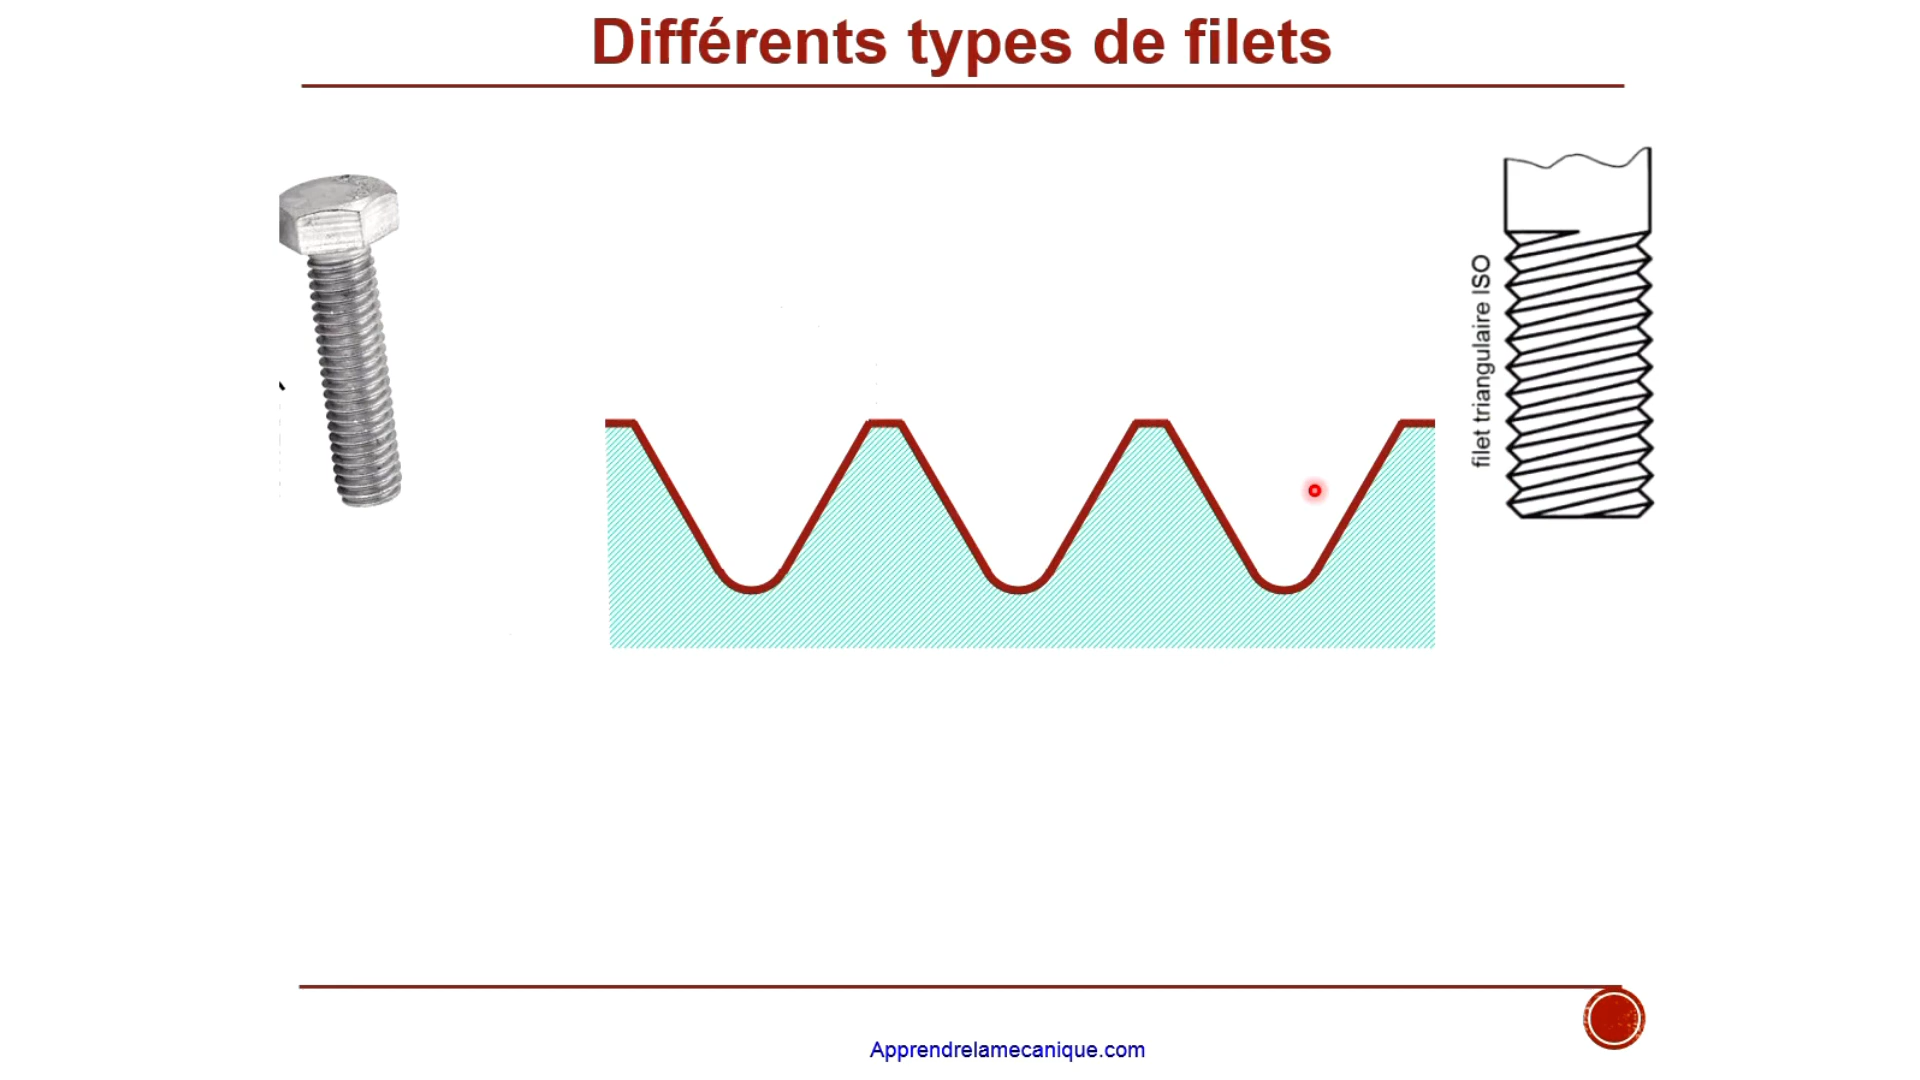 Différents types de filets
filet triangulaire ISO
Apprendrelamecanique.com